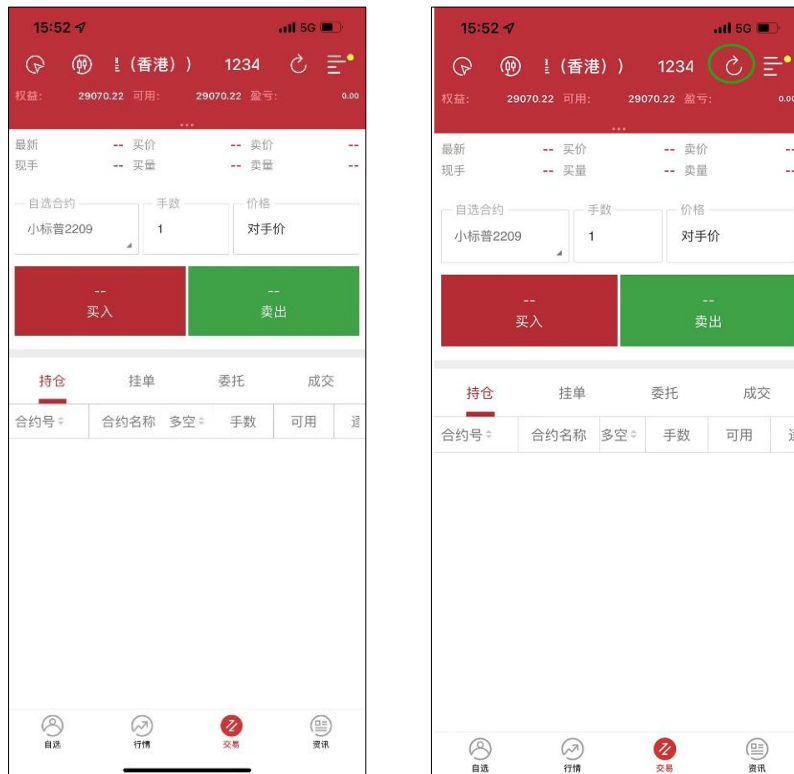 15:52 5G
(香港) ) 1234
权益: 29070.22 可用: 29070.22 盈亏: 0.00
最新 -- 买价 -- 卖价 --
现手 -- 买量 -- 卖量 --
自选合约 手数 价格
小标普2209 1 对手价
-- --
买入 卖出
持仓 挂单 委托 成交
合约号 合约名称 多空 手数 可用
自选 行情 交易 资讯
15:52 5G
(香港) ) 1234
权益: 29070.22 可用: 29070.22 盈亏: 0.00
最新 -- 买价 -- 卖价 --
现手 -- 买量 -- 卖量 --
自选合约 手数 价格
小标普2209 1 对手价
-- --
买入 卖出
持仓 挂单 委托 成交
合约号 合约名称 多空 手数 可用
自选 行情 交易 资讯